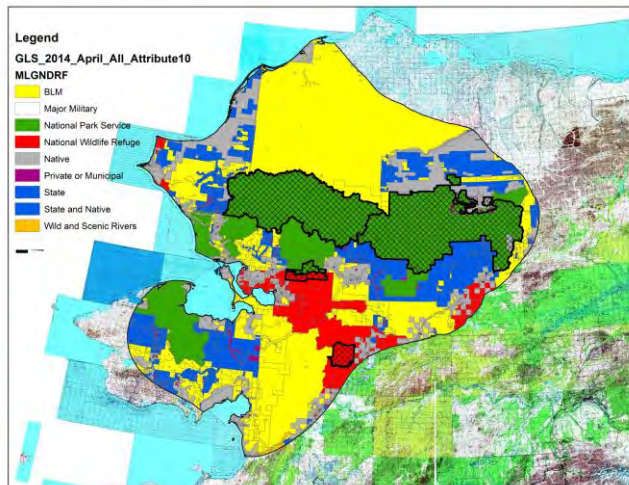 Legend
GLS_2014_April_All_Attribute10
MLGNDRF
BLM
Major Military
National Park Service
National Wildlife Refuge
Native
Private or Municipal
State
State and Native
Wild and Scenic Rivers